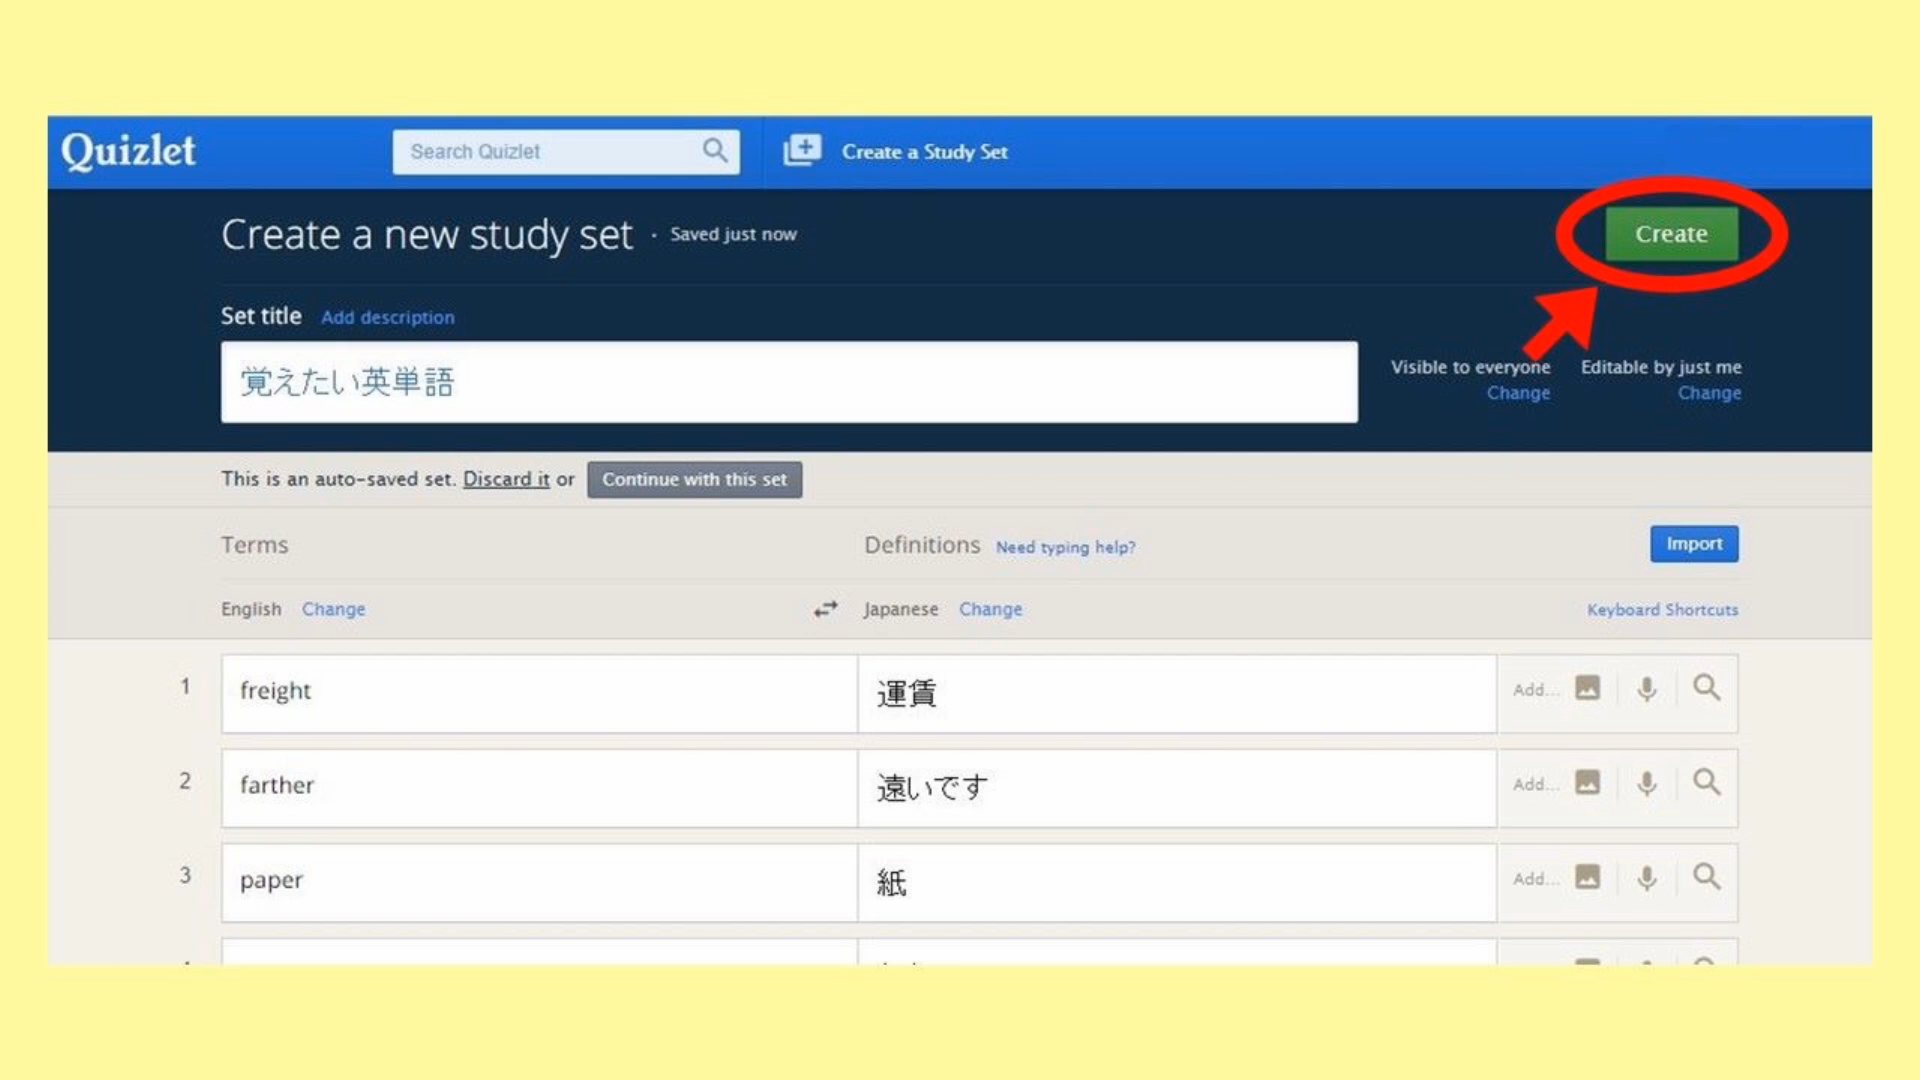 Quizlet
Search Quizlet
Create a Study Set
Create a new study set · Saved just now
Create
Set title Add description
覚えたい英単語
Visible to everyone
Change
Editable by just me
Change
This is an auto-saved set. Discard it or Continue with this set
Terms
Definitions Need typing help?
Import
English Change
Japanese Change
Keyboard Shortcuts
1 freight 運賃 Add...
2 farther 遠いです Add...
3 paper 紙 Add...